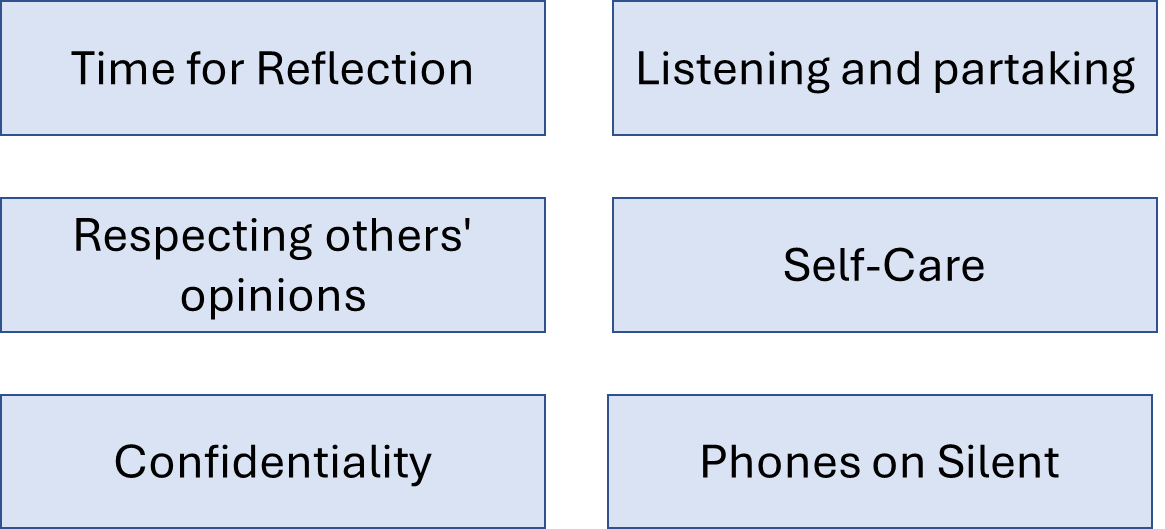 Time for Reflection
Listening and partaking
Respecting others'
opinions
Self-Care
Confidentiality
Phones on Silent